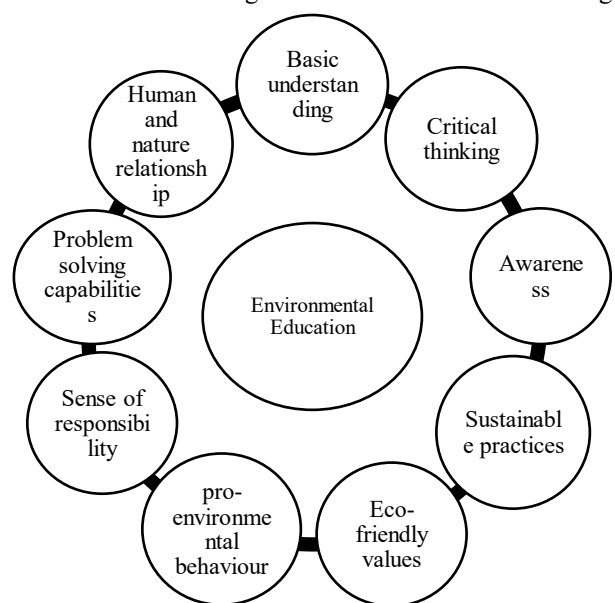 Basic
understan
ding
Critical
thinking
Awarene
ss
Sustainabl
e practices
Eco-
friendly
values
pro-
environme
ntal
behaviour
Sense of
responsibi
lity
Problem
solving
capabilitie
s
Human
and
nature
relationsh
ip
Environmental
Education